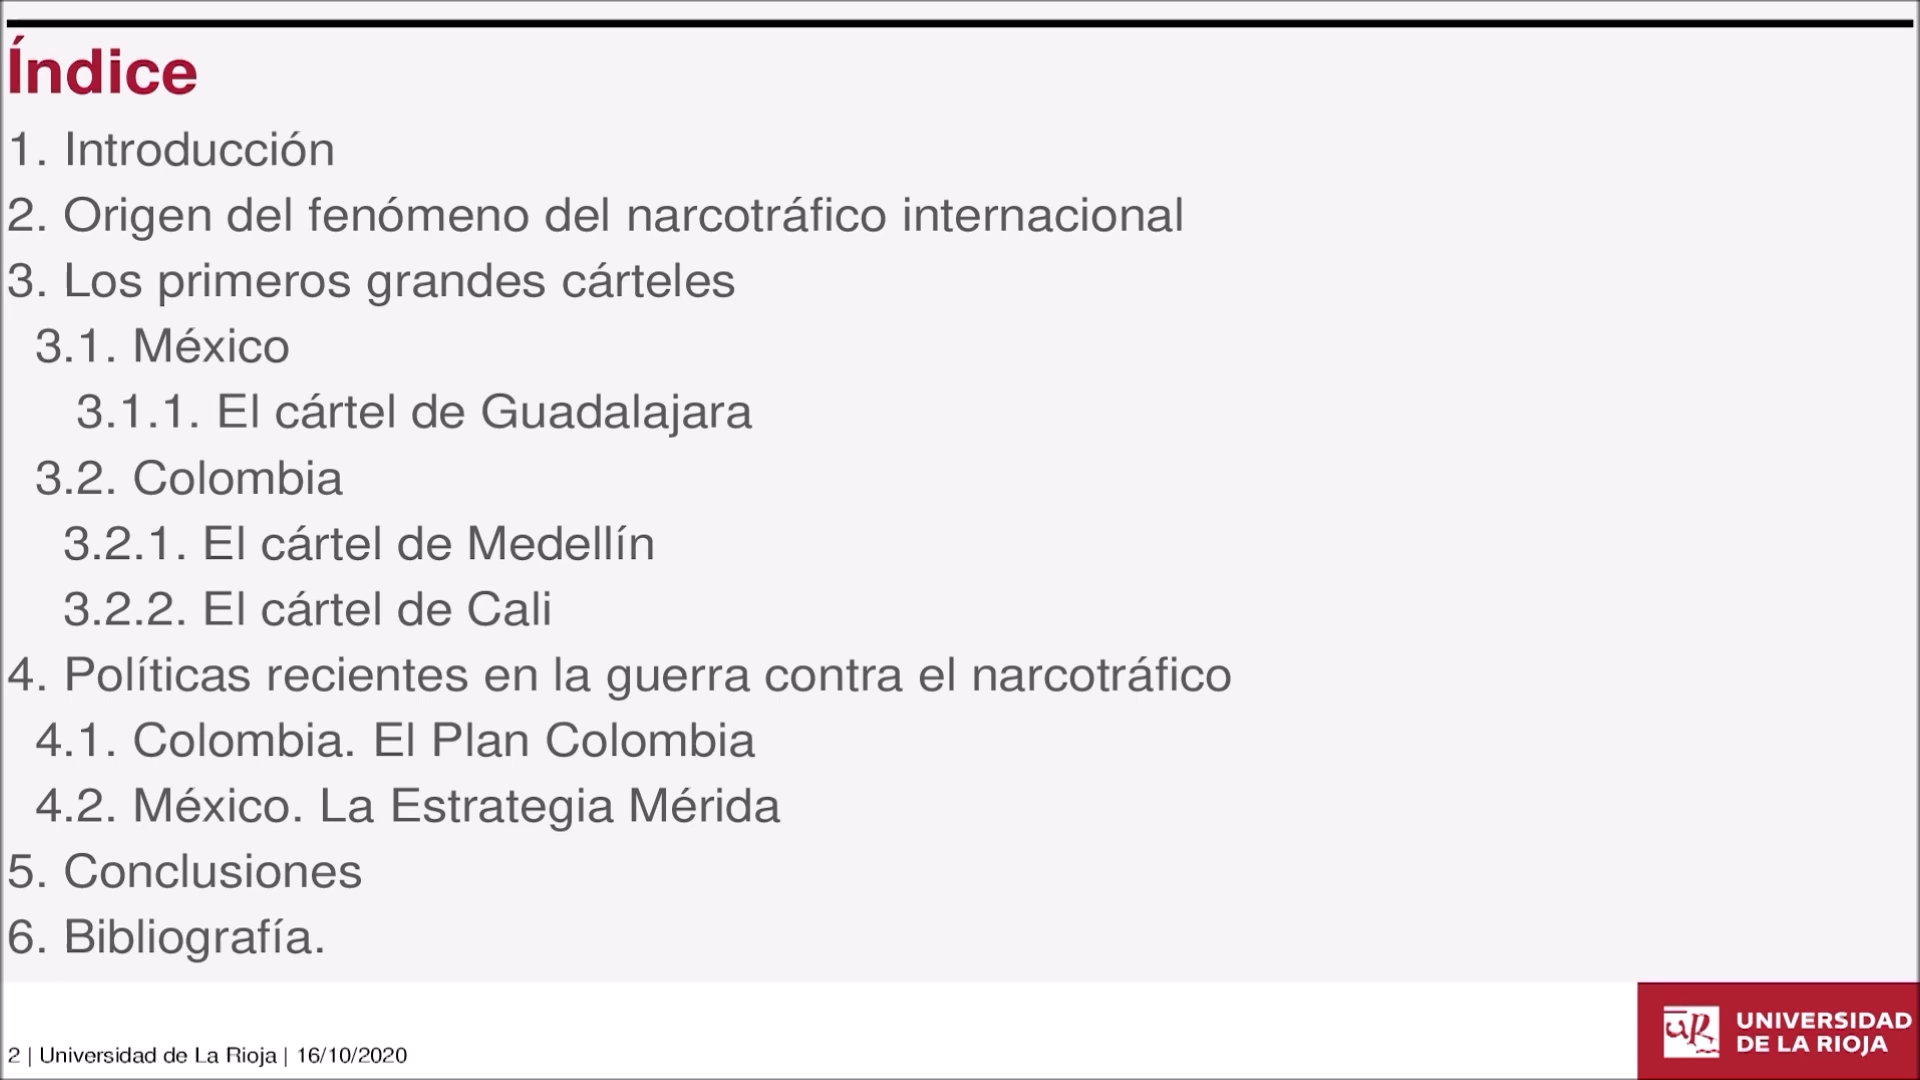 Índice
1. Introducción
2. Origen del fenómeno del narcotráfico internacional
3. Los primeros grandes cárteles
3.1. México
3.1.1. El cártel de Guadalajara
3.2. Colombia
3.2.1. El cártel de Medellín
3.2.2. El cártel de Cali
4. Políticas recientes en la guerra contra el narcotráfico
4.1. Colombia. El Plan Colombia
4.2. México. La Estrategia Mérida
5. Conclusiones
6. Bibliografía.
2 | Universidad de La Rioja | 16/10/2020
UNIVERSIDAD
DE LA RIOJA